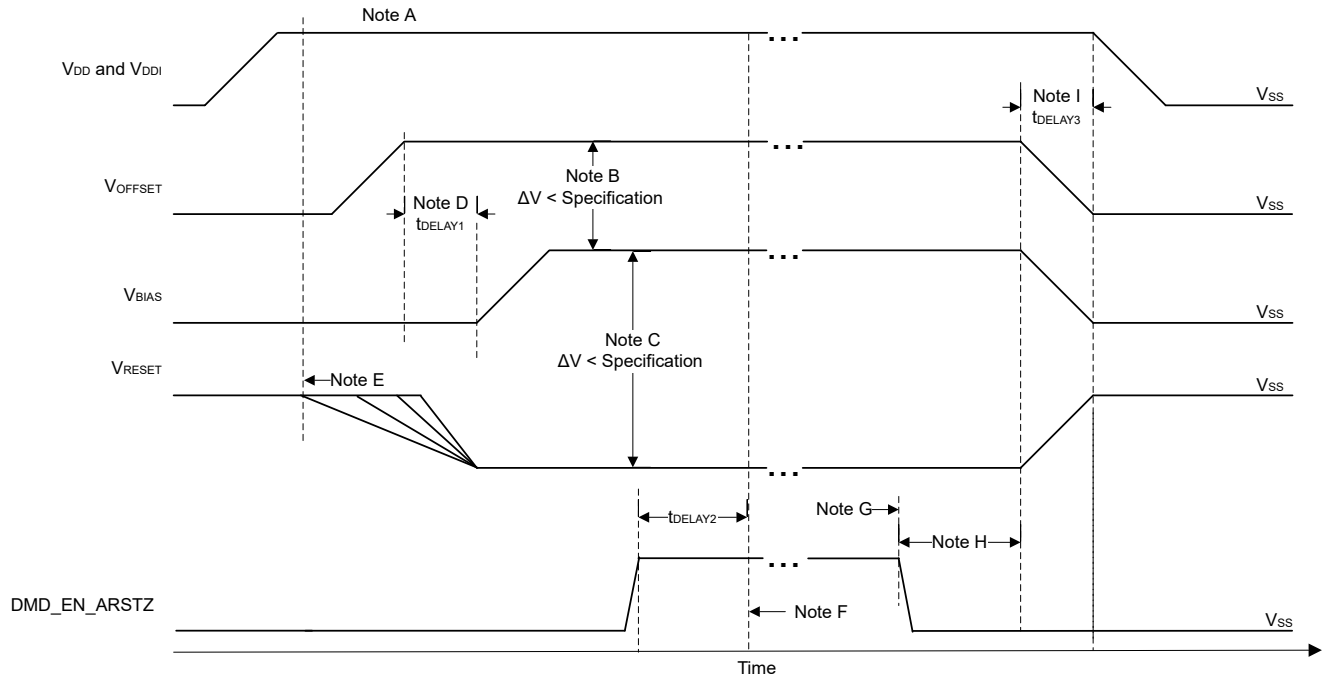 Note A
...
VDD and VDDI
Note I
VSS
tDELAY3
...
VOFFSET
Note B
ΔV < Specification
Note D
tDELAY1
VSS
...
VBIAS
VSS
Note C
ΔV < Specification
VRESET
Note E
VSS
...
tDELAY2
Note G
Note H
...
DMD_EN_ARSTZ
Note F
VSS
Time